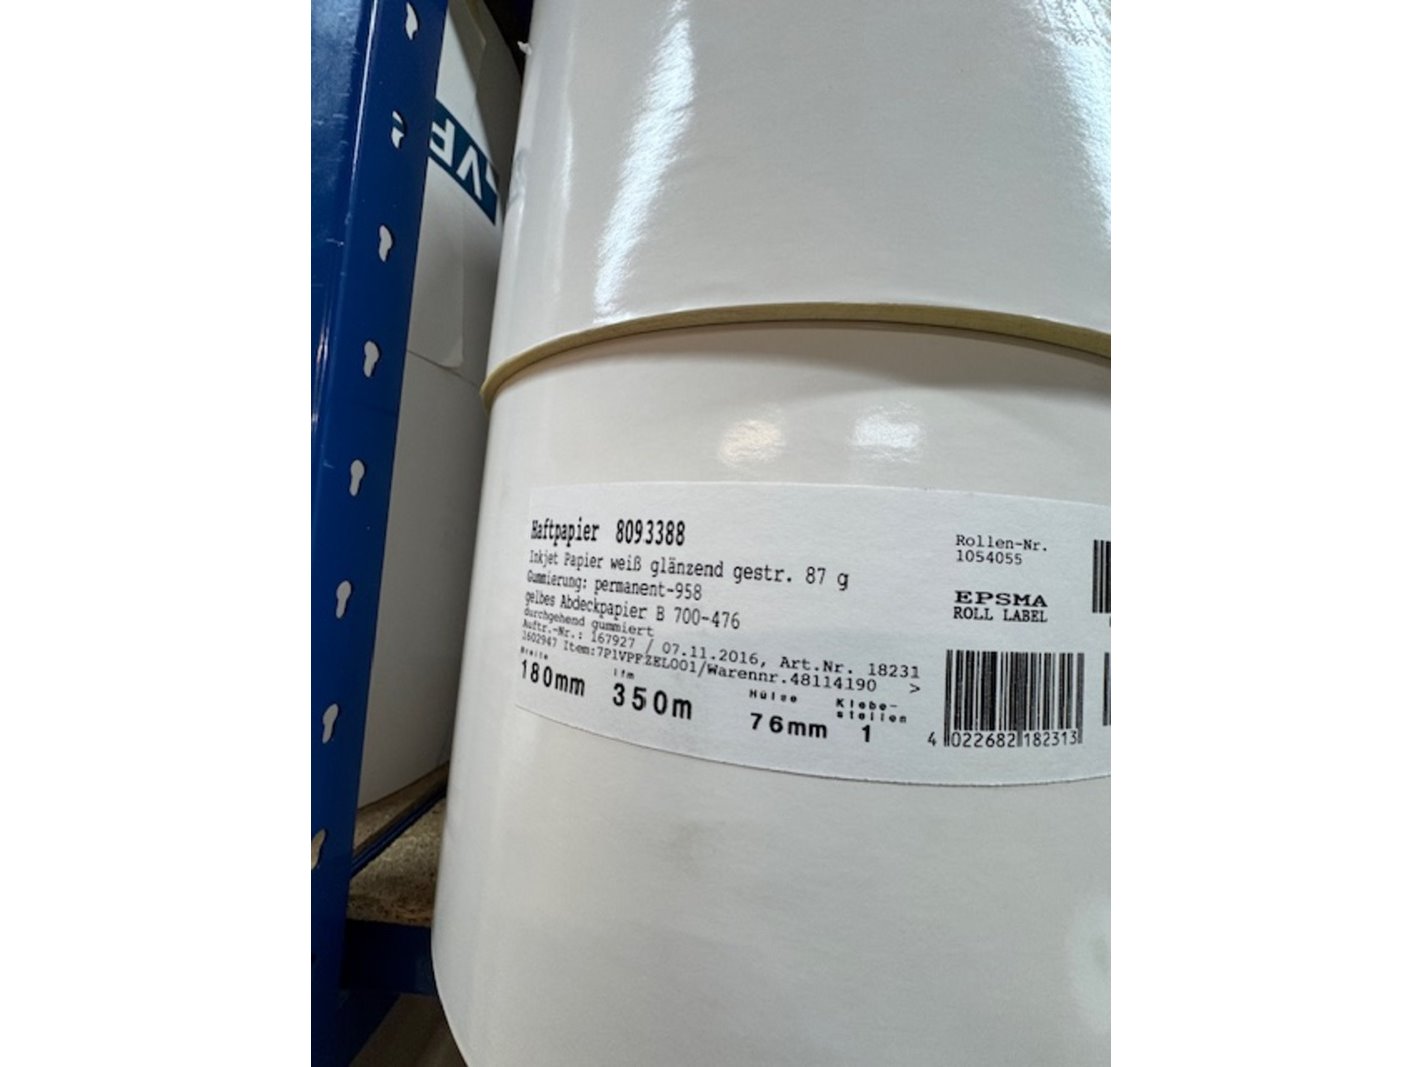 Haftpapier 8093388
Inkjet Papier weiß glänzend gestr. 87 g
Gummierung: permanent-958
gelbes Abdeckpapier B 700-476
durchgehend gummiert
Auftr.-Nr.: 167927 / 07.11.2016, Art.Nr. 18231
1602947 Item:7P1VPFZEL001/Warennr.48114190 >
Breite
180mm
lfm
350m
Hülse
76mm
Klebe-
stellen
1
Rollen-Nr.
1054055
EPSMA
ROLL LABEL
4 022682 182313